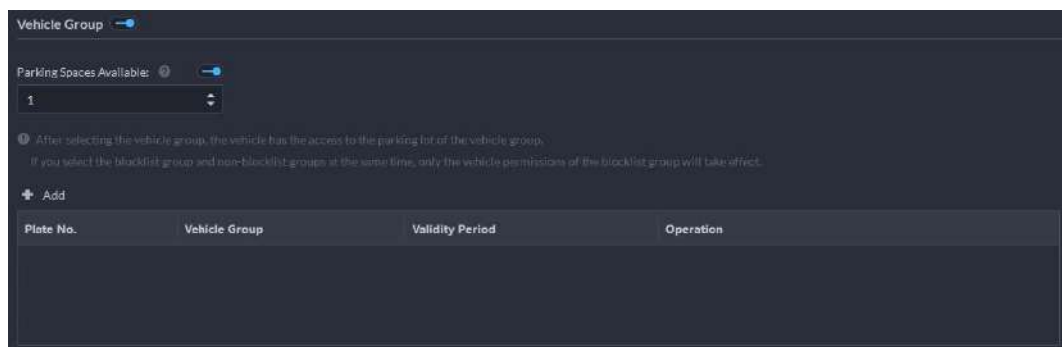 Vehicle Group
Parking Spaces Available:
1
After selecting the vehicle group, the vehicle has the access to the parking lot of the vehicle group.
If you select the blocklist group and non-blocklist groups at the same time, only the vehicle permissions of the blocklist group will take effect.
Add
Plate No. Vehicle Group Validity Period Operation